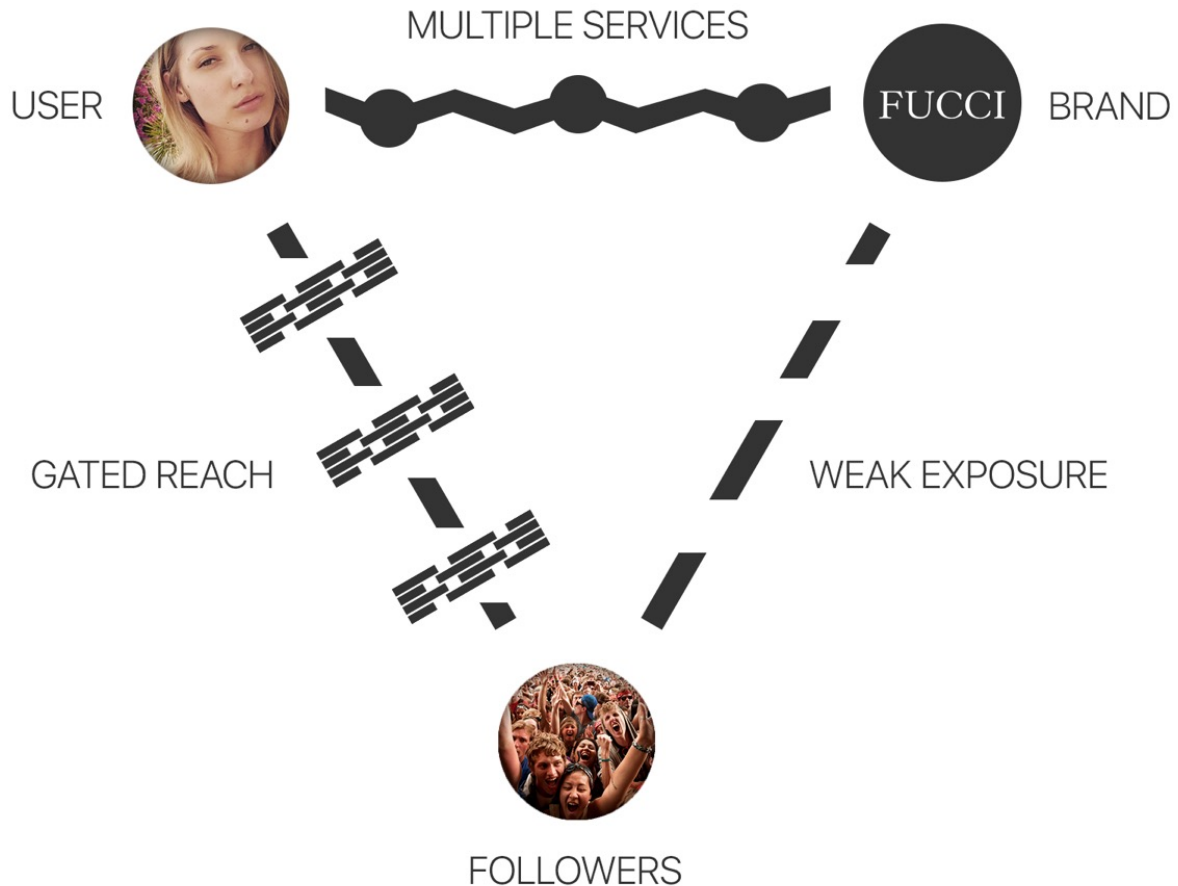 MULTIPLE SERVICES
USER
FUCCI
BRAND
GATED REACH
WEAK EXPOSURE
FOLLOWERS